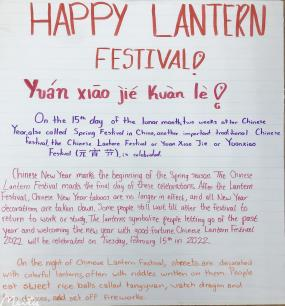 HAPPY LANTERN
FESTIVAL!
Yuán xiāo jié kuàn lè!
On the 15th day of the lunar month, two weeks after Chinese
Year, also called Spring Festival in China, another important traditional Chinese
festival, the Chinese Lantern Festival or Yuan Xiao Jie or Yuanxiao
Festival (元宵节), is celebrated.
Chinese New Year marks the beginning of the Spring season. The Chinese
Lantern Festival marks the final day of these celebrations. After the Lantern
Festival, Chinese New Year taboos are no longer in effect, and all New Year
decorations are taken down. Some people still wait till after the festival to
return to work or study. The lanterns symbolize people letting go of the past
year and welcoming the new year with good fortune. Chinese Lantern Festival
2022 will be celebrated on Tuesday, February 15th in 2022.
On the night of Chinese Lantern Festival, streets are decorated
with colorful lanterns, often with riddles written on them. People
eat sweet rice balls called tangyuan, watch dragon and
dances, and set off fireworks.